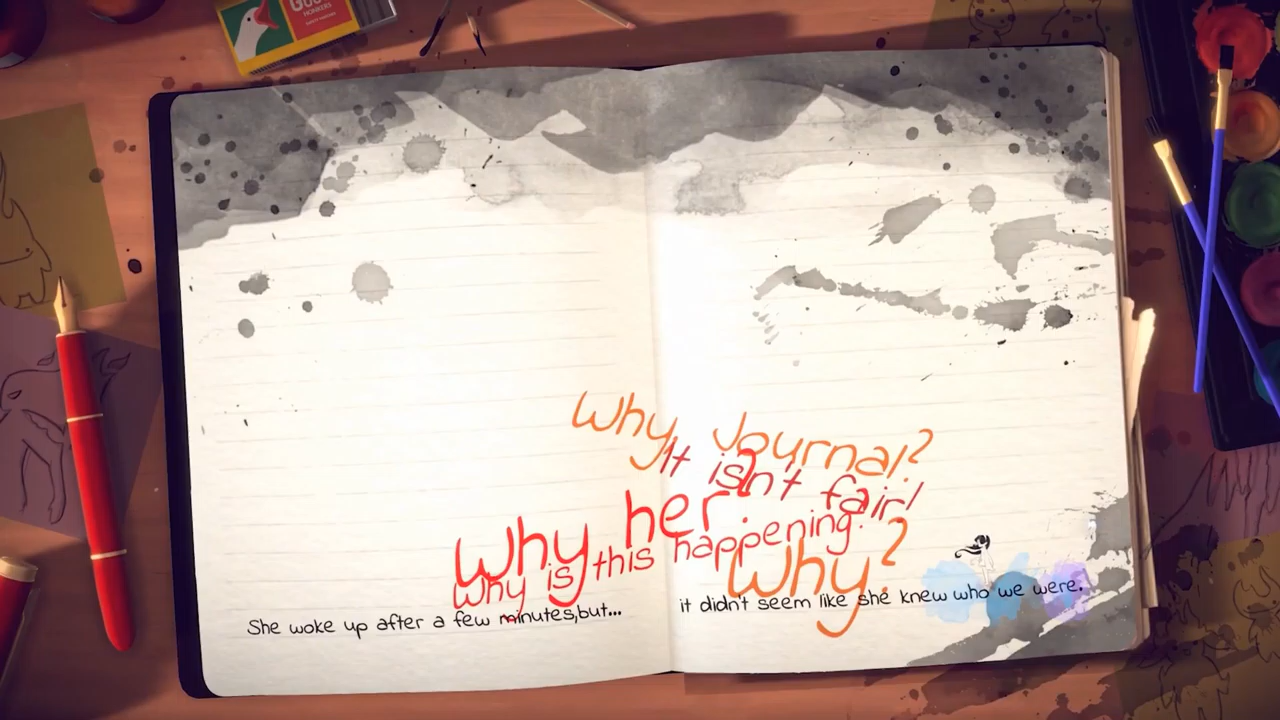 HONKERS
Why, Journal?
It isn't fair!
Why her?
Why is this happening?
Why?
She woke up after a few minutes,but...
it didn't seem like she knew who we were.